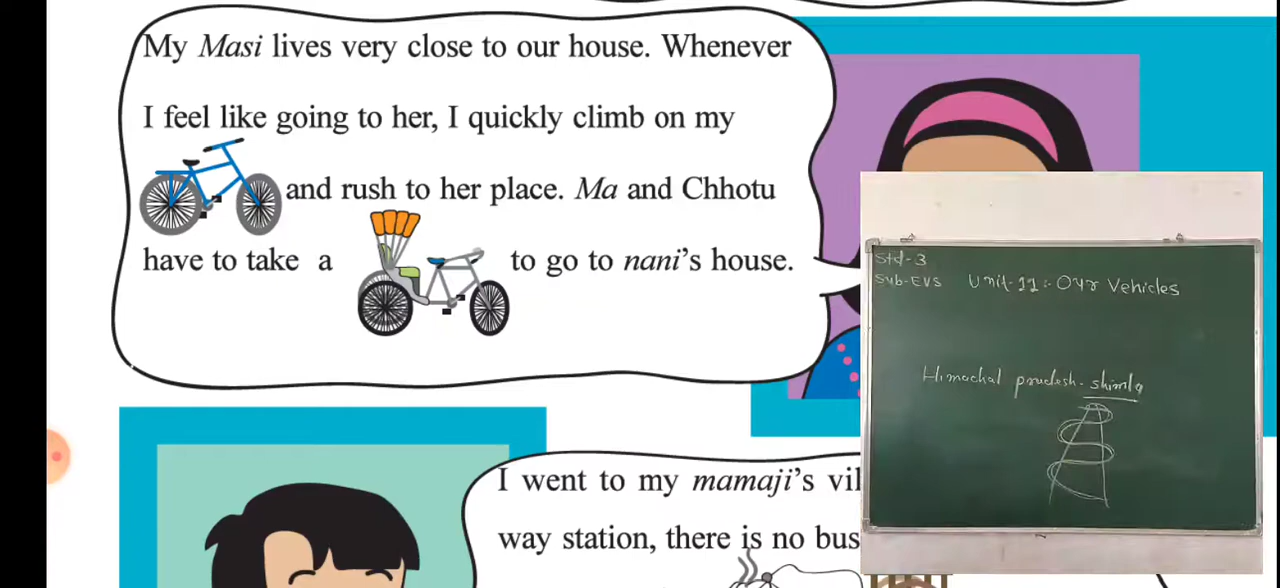 My Masi lives very close to our house. Whenever
I feel like going to her, I quickly climb on my
and rush to her place. Ma and Chhotu
have to take a to go to nani's house.
I went to my mamaji's vil
way station, there is no bus
Std-3
Sub-EVS Unit-11:- Our Vehicles
Himachal pradesh- shimla